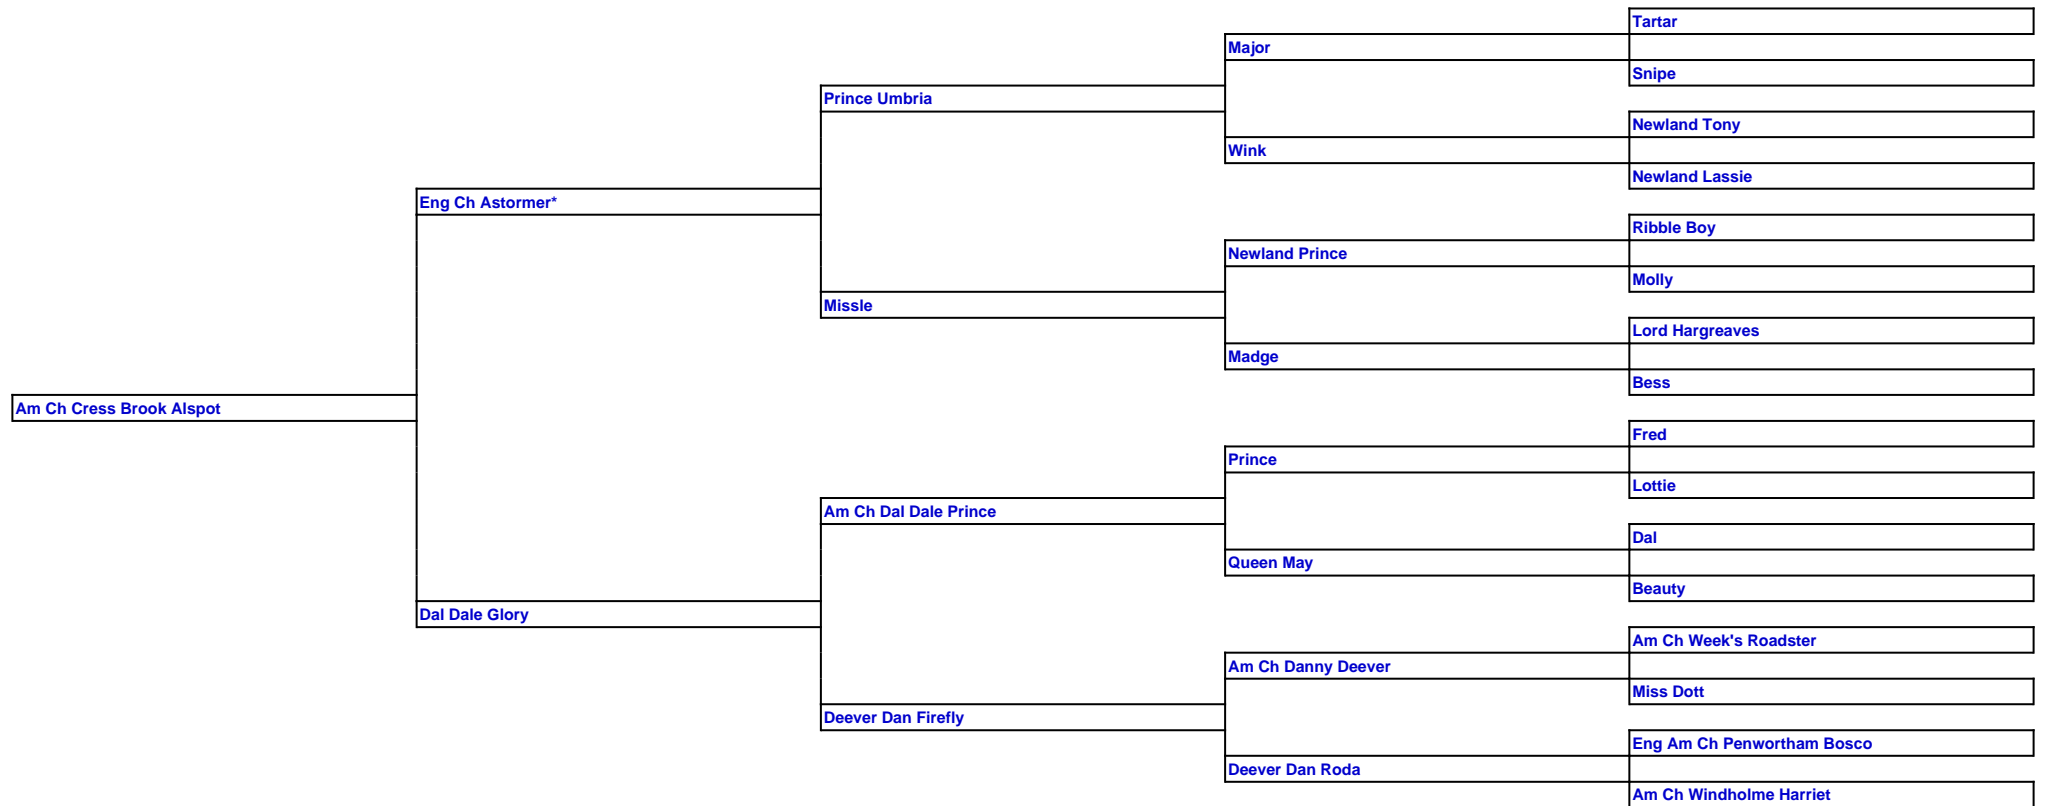 Tartar
Major
Snipe
Prince Umbria
Newland Tony
Wink
Newland Lassie
Eng Ch Astormer*
Ribble Boy
Newland Prince
Molly
Missle
Lord Hargreaves
Madge
Bess
Am Ch Cress Brook Alspot
Fred
Prince
Lottie
Am Ch Dal Dale Prince
Dal
Queen May
Beauty
Dal Dale Glory
Am Ch Week's Roadster
Am Ch Danny Deever
Miss Dott
Deever Dan Firefly
Eng Am Ch Penwortham Bosco
Deever Dan Roda
Am Ch Windholme Harriet